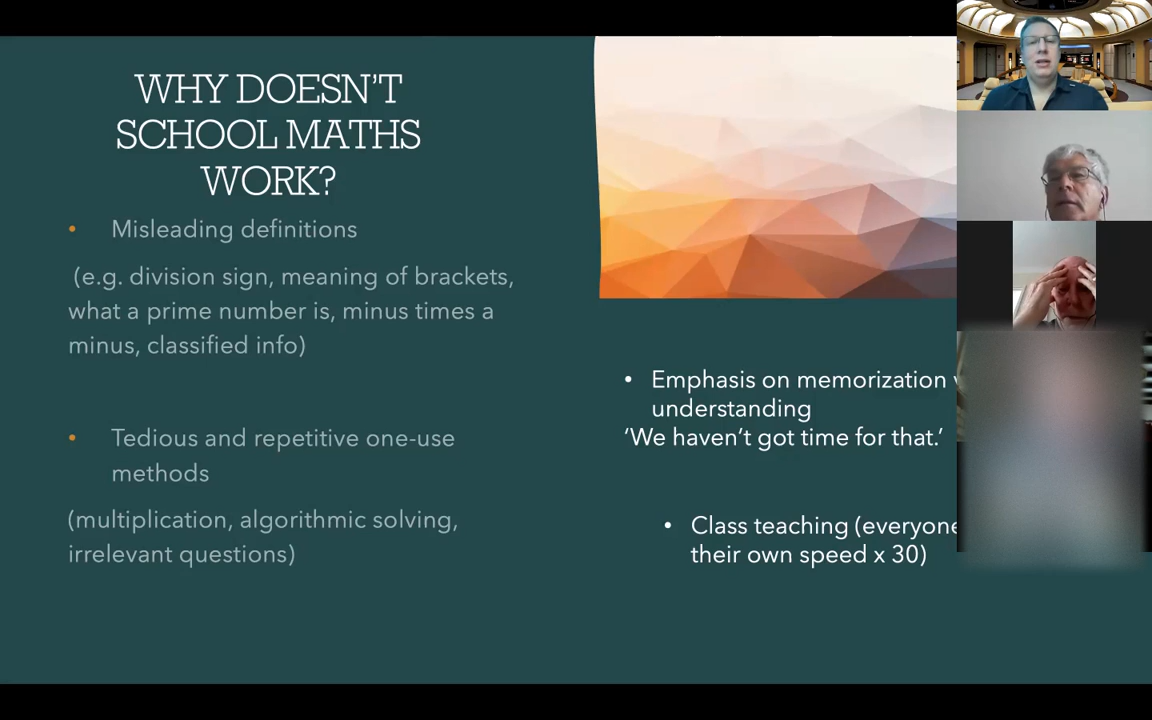 WHY DOESN'T
SCHOOL MATHS
WORK?
• Misleading definitions
(e.g. division sign, meaning of brackets,
what a prime number is, minus times a
minus, classified info)
• Tedious and repetitive one-use
methods
(multiplication, algorithmic solving,
irrelevant questions)
• Emphasis on memorization
understanding
‘We haven’t got time for that.’
• Class teaching (everyone
their own speed x 30)